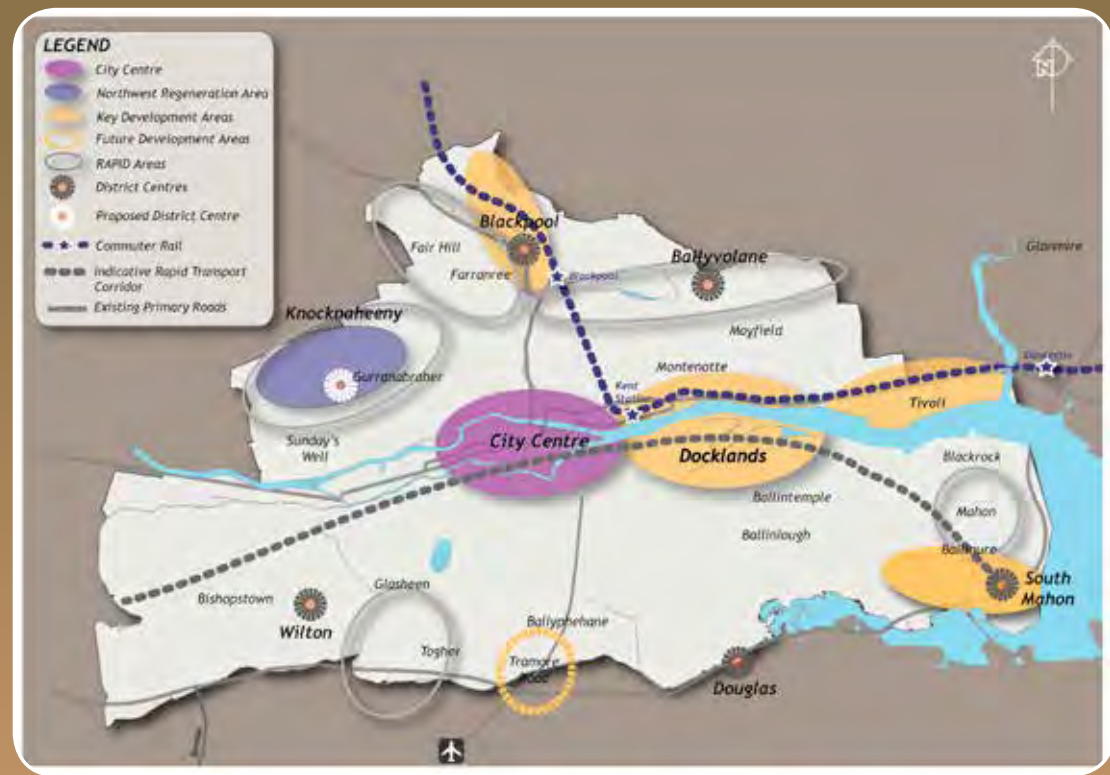 LEGEND
City Centre
Northwest Regeneration Area
Key Development Areas
Future Development Areas
RAPID Areas
District Centres
Proposed District Centre
Commuter Rail
Indicative Rapid Transport
Corridor
Existing Primary Roads
N
Blackpool
Fair Hill
Farranree
Blackpool
Ballyvolane
Glanmire
Knocknaheeny
Mayfield
Gurranabraher
Montenotte
Kent
Station
Tivoli
Sunday's
Well
City Centre
Docklands
Blackrock
Ballintemple
Mahon
Ballinlough
South
Mahon
Glasheen
Bishopstown
Wilton
Ballyphehane
Togher
Tramore
Road
Douglas